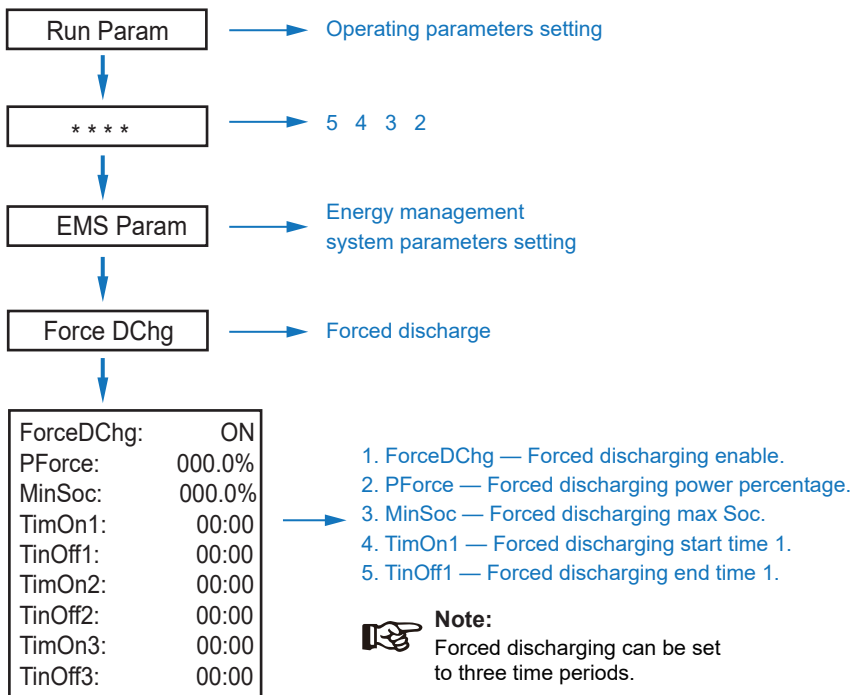 Run Param
Operating parameters setting
* * * *
5 4 3 2
EMS Param
Energy management
system parameters setting
Force DChg
Forced discharge
ForceDChg: ON
PForce: 000.0%
MinSoc: 000.0%
TimOn1: 00:00
TinOff1: 00:00
TimOn2: 00:00
TinOff2: 00:00
TimOn3: 00:00
TinOff3: 00:00
1. ForceDChg — Forced discharging enable.
2. PForce — Forced discharging power percentage.
3. MinSoc — Forced discharging max Soc.
4. TimOn1 — Forced discharging start time 1.
5. TinOff1 — Forced discharging end time 1.
Note:
Forced discharging can be set
to three time periods.